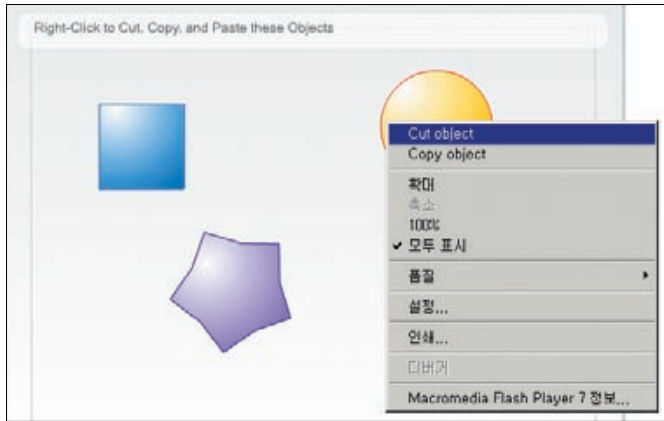 Right-Click to Cut, Copy, and Paste these Objects
Cut object
Copy object
확대
축소
100%
모두 표시
품질
설정...
인쇄...
디버거
Macromedia Flash Player 7 정보...